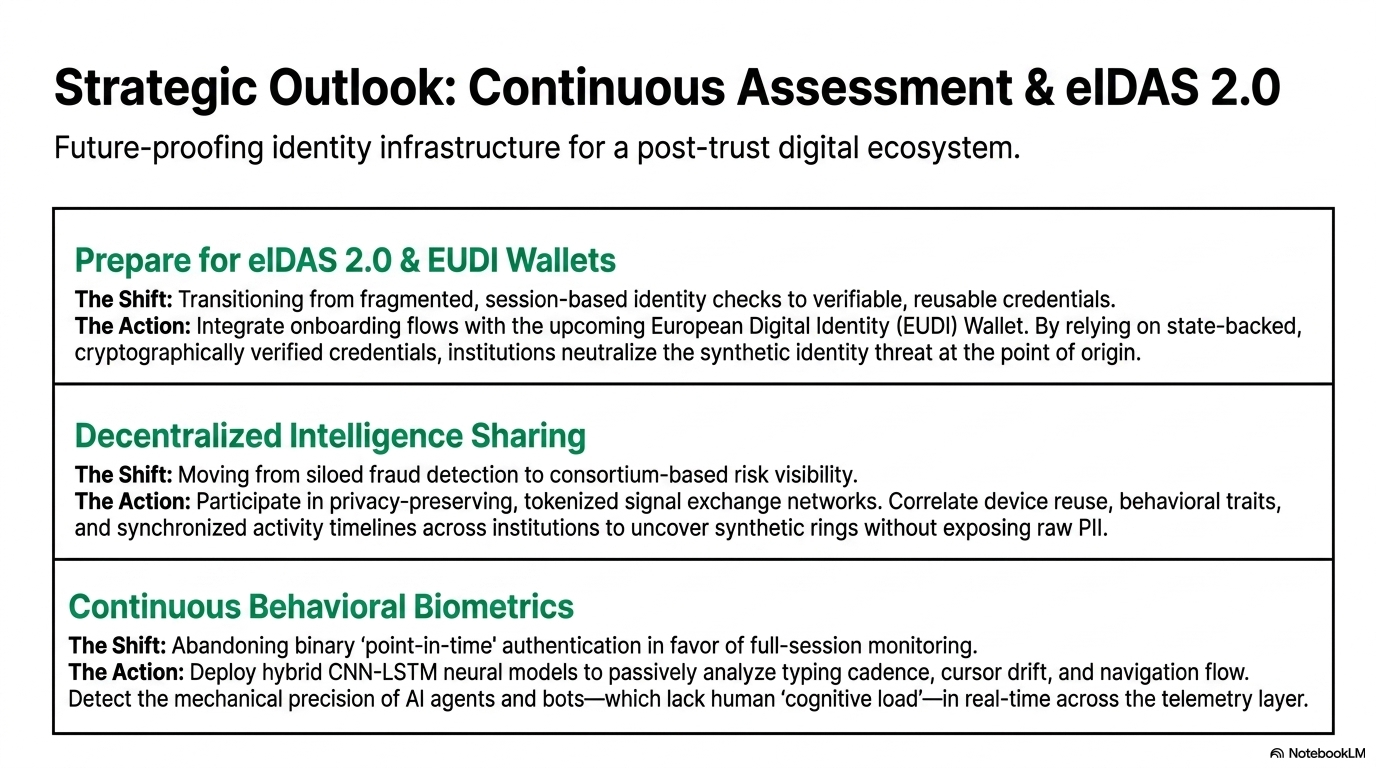 Strategic Outlook: Continuous Assessment & eIDAS 2.0
Future-proofing identity infrastructure for a post-trust digital ecosystem.
Prepare for eIDAS 2.0 & EUDI Wallets
The Shift: Transitioning from fragmented, session-based identity checks to verifiable, reusable credentials.
The Action: Integrate onboarding flows with the upcoming European Digital Identity (EUDI) Wallet. By relying on state-backed,
cryptographically verified credentials, institutions neutralize the synthetic identity threat at the point of origin.
Decentralized Intelligence Sharing
The Shift: Moving from siloed fraud detection to consortium-based risk visibility.
The Action: Participate in privacy-preserving, tokenized signal exchange networks. Correlate device reuse, behavioral traits,
and synchronized activity timelines across institutions to uncover synthetic rings without exposing raw PII.
Continuous Behavioral Biometrics
The Shift: Abandoning binary ‘point-in-time' authentication in favor of full-session monitoring.
The Action: Deploy hybrid CNN-LSTM neural models to passively analyze typing cadence, cursor drift, and navigation flow.
Detect the mechanical precision of AI agents and bots—which lack human ‘cognitive load’—in real-time across the telemetry layer.
NotebookLM